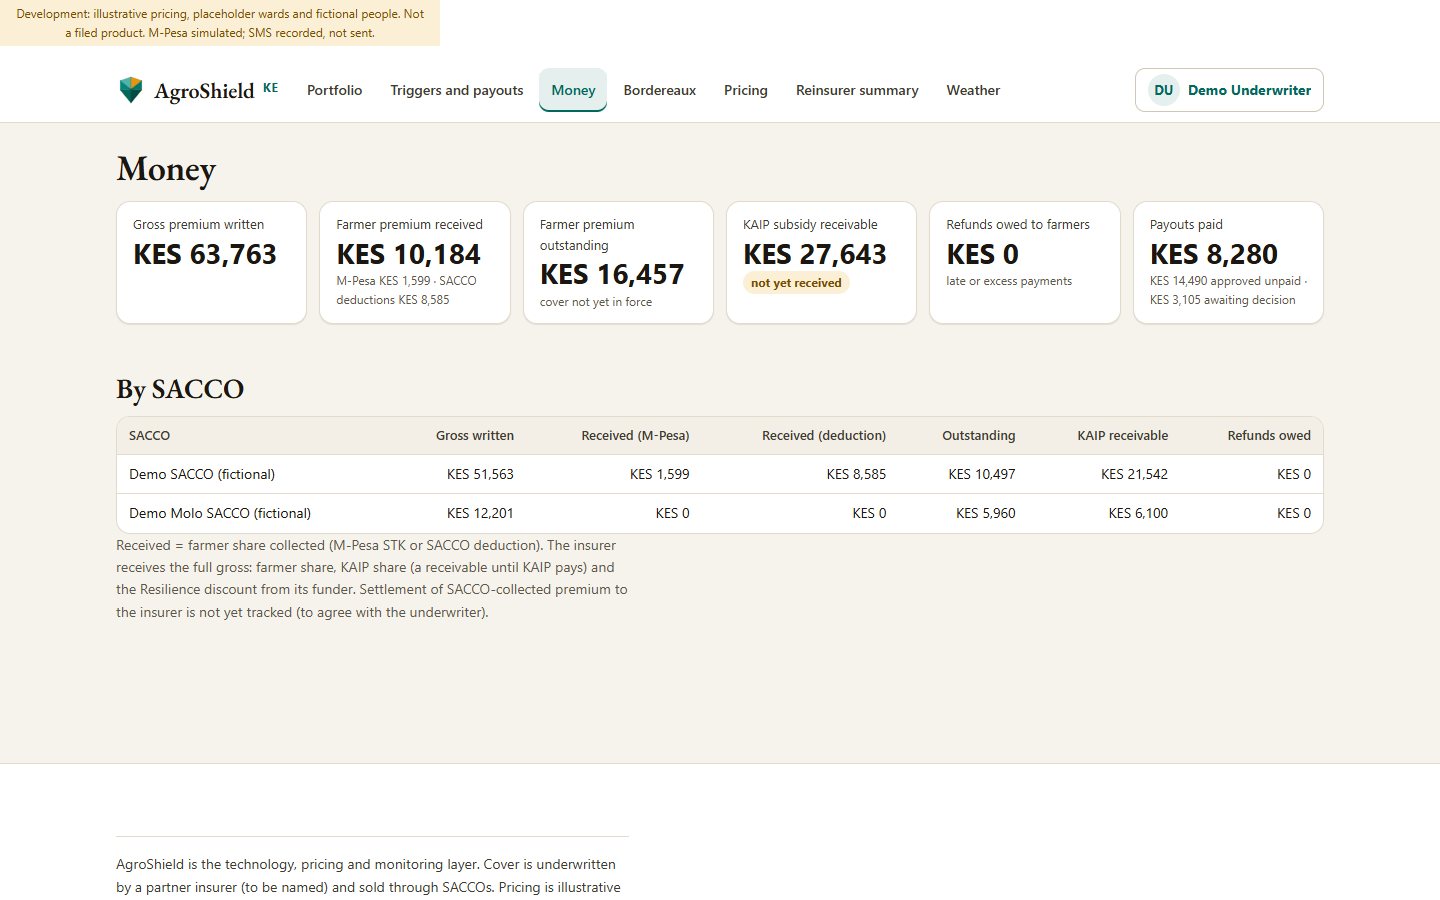 Development: illustrative pricing, placeholder wards and fictional people. Not
a filed product. M-Pesa simulated; SMS recorded, not sent.
AgroShield KE Portfolio Triggers and payouts Money Bordereaux Pricing Reinsurer summary Weather DU Demo Underwriter
Money
Gross premium written
KES 63,763
Farmer premium received
KES 10,184
M-Pesa KES 1,599 · SACCO
deductions KES 8,585
Farmer premium
outstanding
KES 16,457
cover not yet in force
KAIP subsidy receivable
KES 27,643
not yet received
Refunds owed to farmers
KES 0
late or excess payments
Payouts paid
KES 8,280
KES 14,490 approved unpaid ·
KES 3,105 awaiting decision
By SACCO
SACCO Gross written Received (M-Pesa) Received (deduction) Outstanding KAIP receivable Refunds owed
Demo SACCO (fictional) KES 51,563 KES 1,599 KES 8,585 KES 10,497 KES 21,542 KES 0
Demo Molo SACCO (fictional) KES 12,201 KES 0 KES 0 KES 5,960 KES 6,100 KES 0
Received = farmer share collected (M-Pesa STK or SACCO deduction). The insurer
receives the full gross: farmer share, KAIP share (a receivable until KAIP pays) and
the Resilience discount from its funder. Settlement of SACCO-collected premium to
the insurer is not yet tracked (to agree with the underwriter).
AgroShield is the technology, pricing and monitoring layer. Cover is underwritten
by a partner insurer (to be named) and sold through SACCOs. Pricing is illustrative